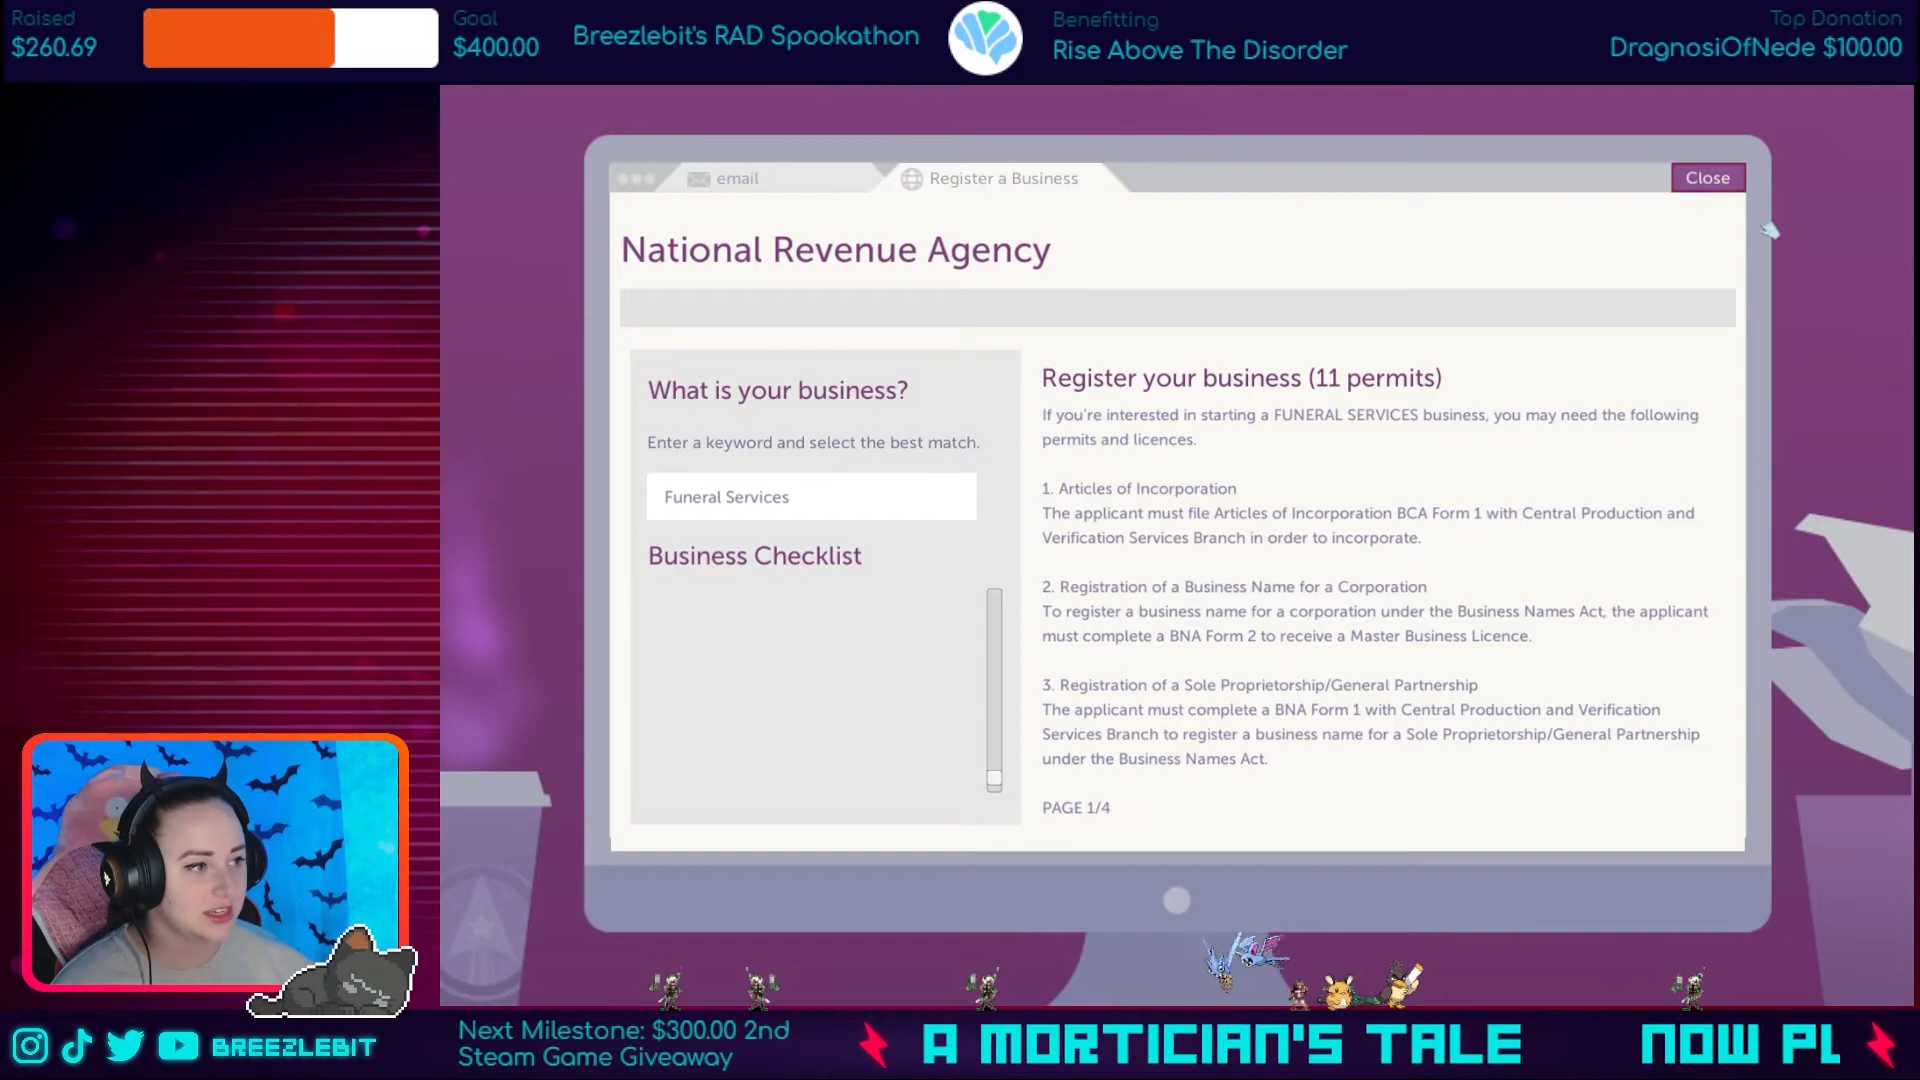 Raised
$260.69
Goal
$400.00
Breezlebit's RAD Spookathon
Benefitting
Rise Above The Disorder
Top Donation
DragnosiOfNede $100.00
email
Register a Business
Close
National Revenue Agency
What is your business?
Enter a keyword and select the best match.
Funeral Services
Business Checklist
Register your business (11 permits)
If you're interested in starting a FUNERAL SERVICES business, you may need the following
permits and licences.
1. Articles of Incorporation
The applicant must file Articles of Incorporation BCA Form 1 with Central Production and
Verification Services Branch in order to incorporate.
2. Registration of a Business Name for a Corporation
To register a business name for a corporation under the Business Names Act, the applicant
must complete a BNA Form 2 to receive a Master Business Licence.
3. Registration of a Sole Proprietorship/General Partnership
The applicant must complete a BNA Form 1 with Central Production and Verification
Services Branch to register a business name for a Sole Proprietorship/General Partnership
under the Business Names Act.
PAGE 1/4
BREEZLEBIT
Next Milestone: $300.00 2nd
Steam Game Giveaway
A MORTICIAN'S TALE
NOW PL